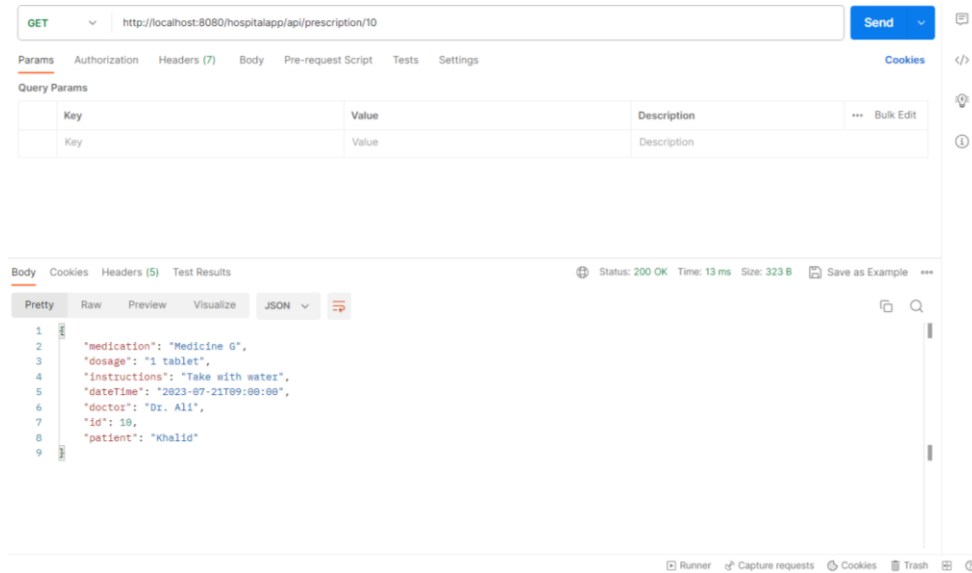 GET http://localhost:8080/hospitalapp/api/prescription/10 Send
Params Authorization Headers (7) Body Pre-request Script Tests Settings Cookies
Query Params
Key Value Description ••• Bulk Edit
Key Value Description
Body Cookies Headers (5) Test Results Status: 200 OK Time: 13 ms Size: 323 B Save as Example •••
Pretty Raw Preview Visualize JSON
1 {
2 "medication": "Medicine G",
3 "dosage": "1 tablet",
4 "instructions": "Take with water",
5 "dateTime": "2023-07-21T09:00:00",
6 "doctor": "Dr. Ali",
7 "id": 10,
8 "patient": "Khalid"
9 }
Runner Capture requests Cookies Trash